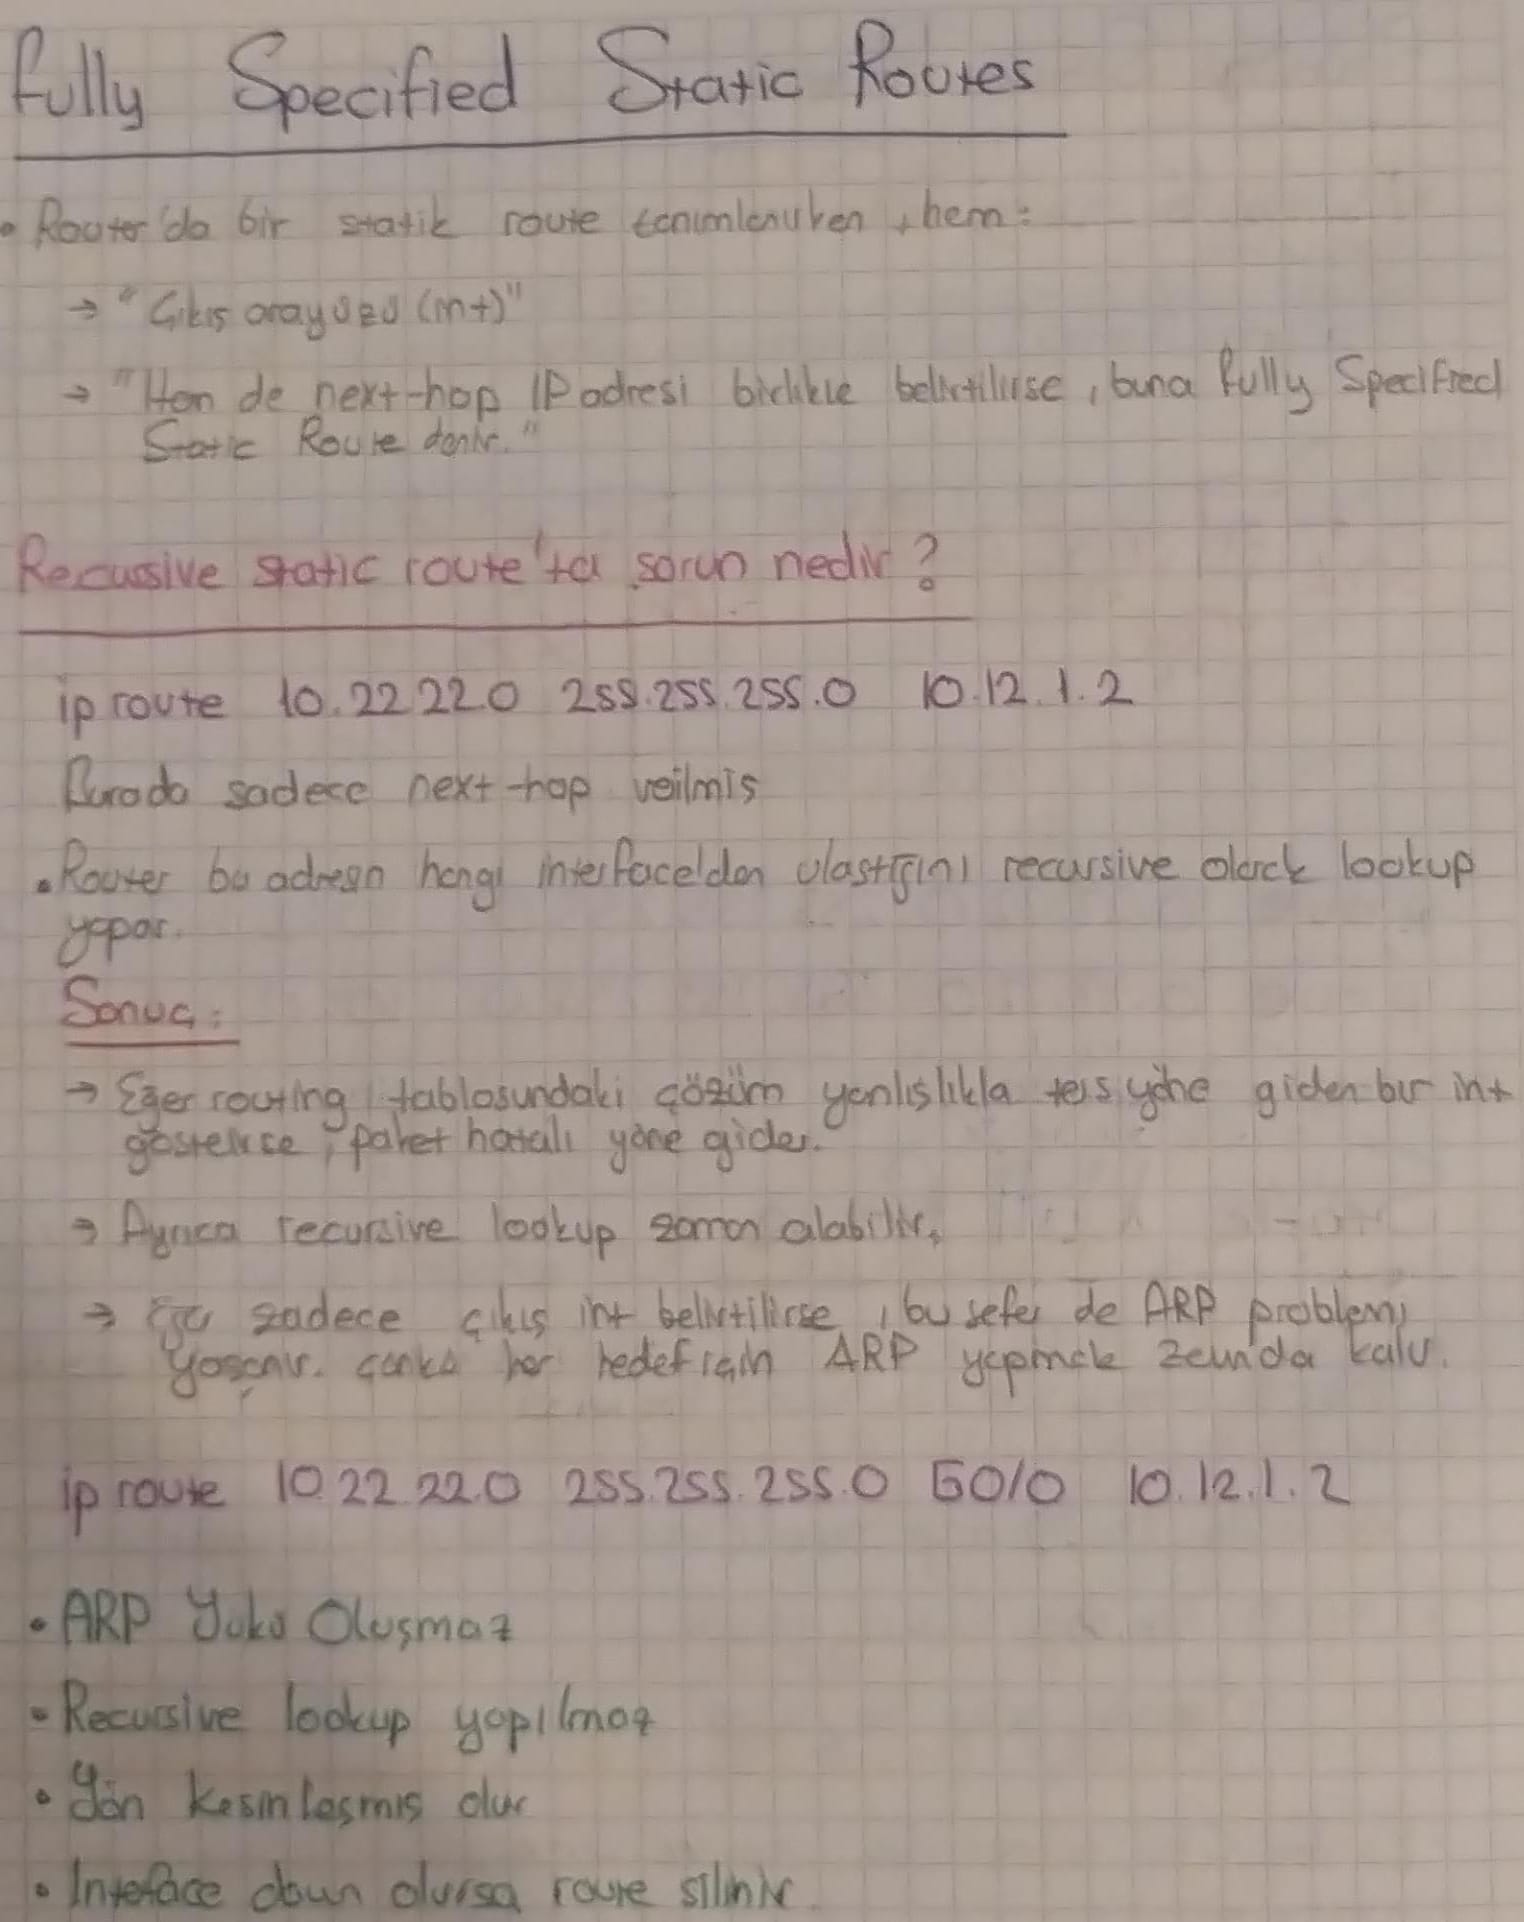 Fully Specified Static Routes
• Router'da bir statik route tanımlanırken, hem:
→ "Çıkış arayüzü (int)"
→ "Hem de next-hop IP adresi birlikte belirtilirse, buna Fully Specified
Static Route denir."
Recursive static route'ta sorun nedir?
ip route 10.22.22.0 255.255.255.0 10.12.1.2
Burada sadece next-hop verilmiş
• Router bu adresin hangi interface'den ulaştığını recursive olarak lookup
yapar.
Sonuç:
→ Eğer routing tablosundaki çözüm yanlışlıkla ters yöne giden bir int
gösterirse, paket hatalı yöne gider.
→ Ayrıca recursive lookup zaman alabilir.
→ Eğer sadece çıkış int belirtilirse, bu sefer de ARP problemi
yaşanır. çünkü her hedef için ARP yapmak zorunda kalır.
ip route 10.22.22.0 255.255.255.0 G0/0 10.12.1.2
• ARP Yükü Oluşmaz
• Recursive lookup yapılmaz
• Yön kesinleşmiş olur
• Interface down olursa route silinir.